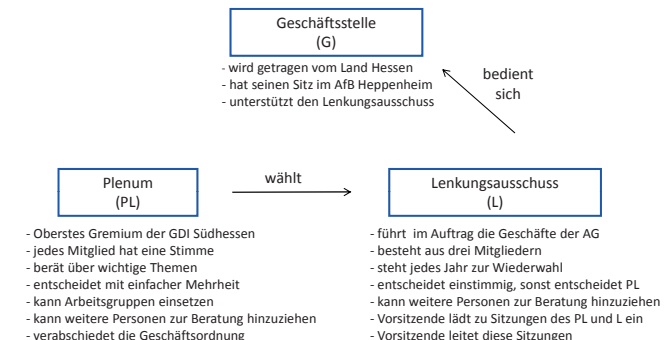 Geschäftsstelle
(G)
- wird getragen vom Land Hessen
- hat seinen Sitz im AfB Heppenheim
- unterstützt den Lenkungsausschuss
bedient
sich
wählt
Plenum
(PL)
- Oberstes Gremium der GDI Südhessen
- jedes Mitglied hat eine Stimme
- berät über wichtige Themen
- entscheidet mit einfacher Mehrheit
- kann Arbeitsgruppen einsetzen
- kann weitere Personen zur Beratung hinzuziehen
- verabschiedet die Geschäftsordnung
Lenkungsausschuss
(L)
- führt im Auftrag die Geschäfte der AG
- besteht aus drei Mitgliedern
- steht jedes Jahr zur Wiederwahl
- entscheidet einstimmig, sonst entscheidet PL
- kann weitere Personen zur Beratung hinzuziehen
- Vorsitzende lädt zu Sitzungen des PL und L ein
- Vorsitzende leitet diese Sitzungen